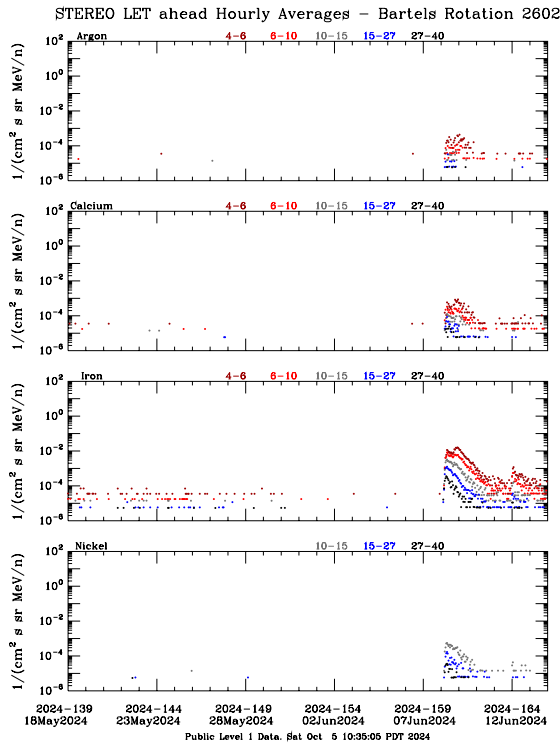 STEREO LET ahead Hourly Averages - Bartels Rotation 2602
Argon 4-6 6-10 10-15 15-27 27-40
10² 10⁰ 10⁻² 10⁻⁴ 10⁻⁶
1/(cm² s sr MeV/n)
Calcium 4-6 6-10 10-15 15-27 27-40
10² 10⁰ 10⁻² 10⁻⁴ 10⁻⁶
1/(cm² s sr MeV/n)
Iron 4-6 6-10 10-15 15-27 27-40
10² 10⁰ 10⁻² 10⁻⁴ 10⁻⁶
1/(cm² s sr MeV/n)
Nickel 10-15 15-27 27-40
10² 10⁰ 10⁻² 10⁻⁴ 10⁻⁶
1/(cm² s sr MeV/n)
2024-139 2024-144 2024-149 2024-154 2024-159 2024-164
18May2024 23May2024 28May2024 02Jun2024 07Jun2024 12Jun2024
Public Level 1 Data. Sat Oct 5 10:35:05 PDT 2024